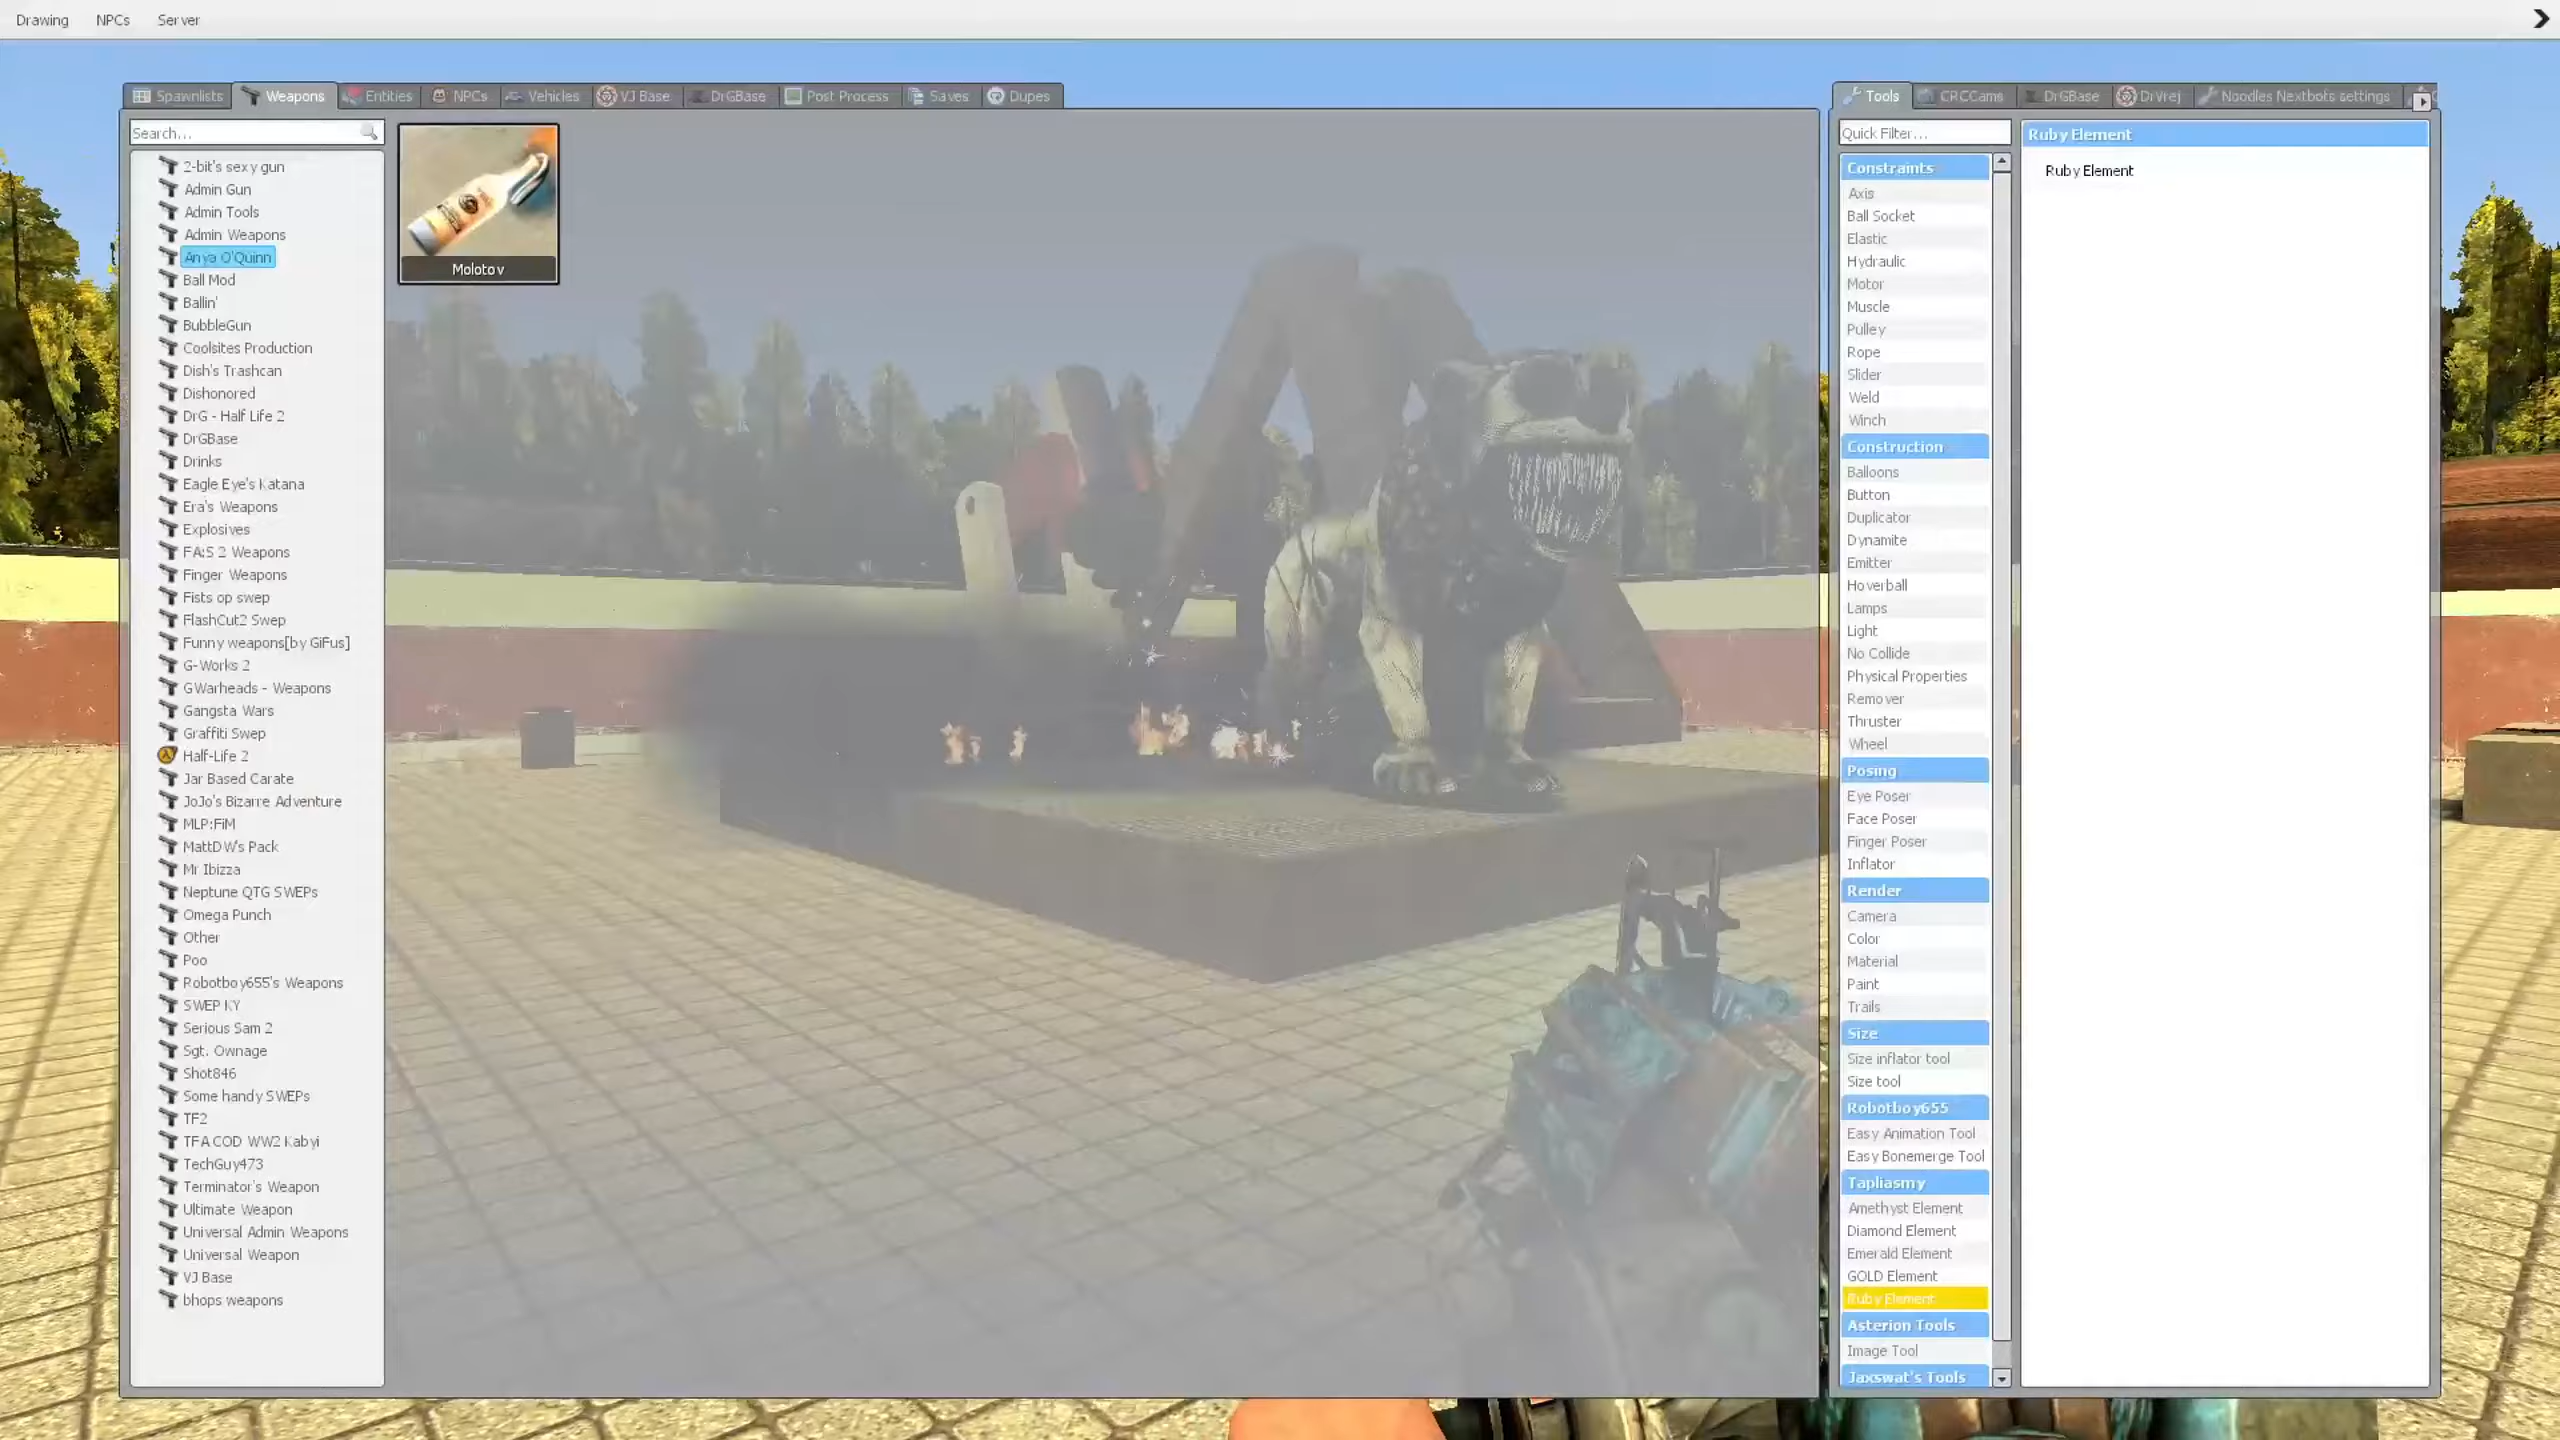 Drawing NPCs Server
Spawnlists Weapons Entities NPCs Vehicles VJ Base DrGBase Post Process Saves Dupes
Search...
2-bit's sexy gun
Admin Gun
Admin Tools
Admin Weapons
Anya O'Quinn
Ball Mod
Ballin'
BubbleGun
Coolsites Production
Dish's Trashcan
Dishonored
DrG - Half Life 2
DrGBase
Drinks
Eagle Eye's Katana
Era's Weapons
Explosives
FA:S 2 Weapons
Finger Weapons
Fists op swep
FlashCut2 Swep
Funny weapons[by GiFus]
G-Works 2
GWarheads - Weapons
Gangsta Wars
Graffiti Swep
Half-Life 2
Jar Based Carate
JoJo's Bizarre Adventure
MLP:FiM
MattDW's Pack
Mr Ibizza
Neptune QTG SWEPs
Omega Punch
Other
Poo
Robotboy655's Weapons
SWEP KY
Serious Sam 2
Sgt. Ownage
Shot846
Some handy SWEPs
TF2
TFA COD WW2 Kabyi
TechGuy473
Terminator's Weapon
Ultimate Weapon
Universal Admin Weapons
Universal Weapon
VJ Base
bhops weapons
Molotov
Tools CRCCams DrGBase DrVrej Noodles Nextbots settings
Quick Filter...
Constraints
Axis
Ball Socket
Elastic
Hydraulic
Motor
Muscle
Pulley
Rope
Slider
Weld
Winch
Construction
Balloons
Button
Duplicator
Dynamite
Emitter
Hoverball
Lamps
Light
No Collide
Physical Properties
Remover
Thruster
Wheel
Posing
Eye Poser
Face Poser
Finger Poser
Inflator
Render
Camera
Color
Material
Paint
Trails
Size
Size inflator tool
Size tool
Robotboy655
Easy Animation Tool
Easy Bonemerge Tool
Tapliasmy
Amethyst Element
Diamond Element
Emerald Element
GOLD Element
Ruby Element
Asterion Tools
Image Tool
Jaxswat's Tools
Ruby Element
Ruby Element